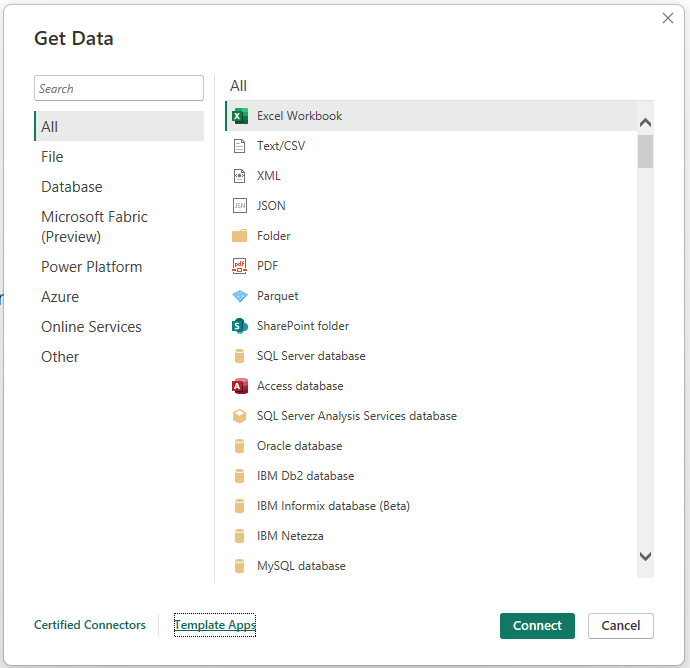 Get Data
Search
All
File
Database
Microsoft Fabric
(Preview)
Power Platform
Azure
Online Services
Other
All
Excel Workbook
Text/CSV
XML
JSON
Folder
PDF
Parquet
SharePoint folder
SQL Server database
Access database
SQL Server Analysis Services database
Oracle database
IBM Db2 database
IBM Informix database (Beta)
IBM Netezza
MySQL database
Certified Connectors
Template Apps
Connect
Cancel